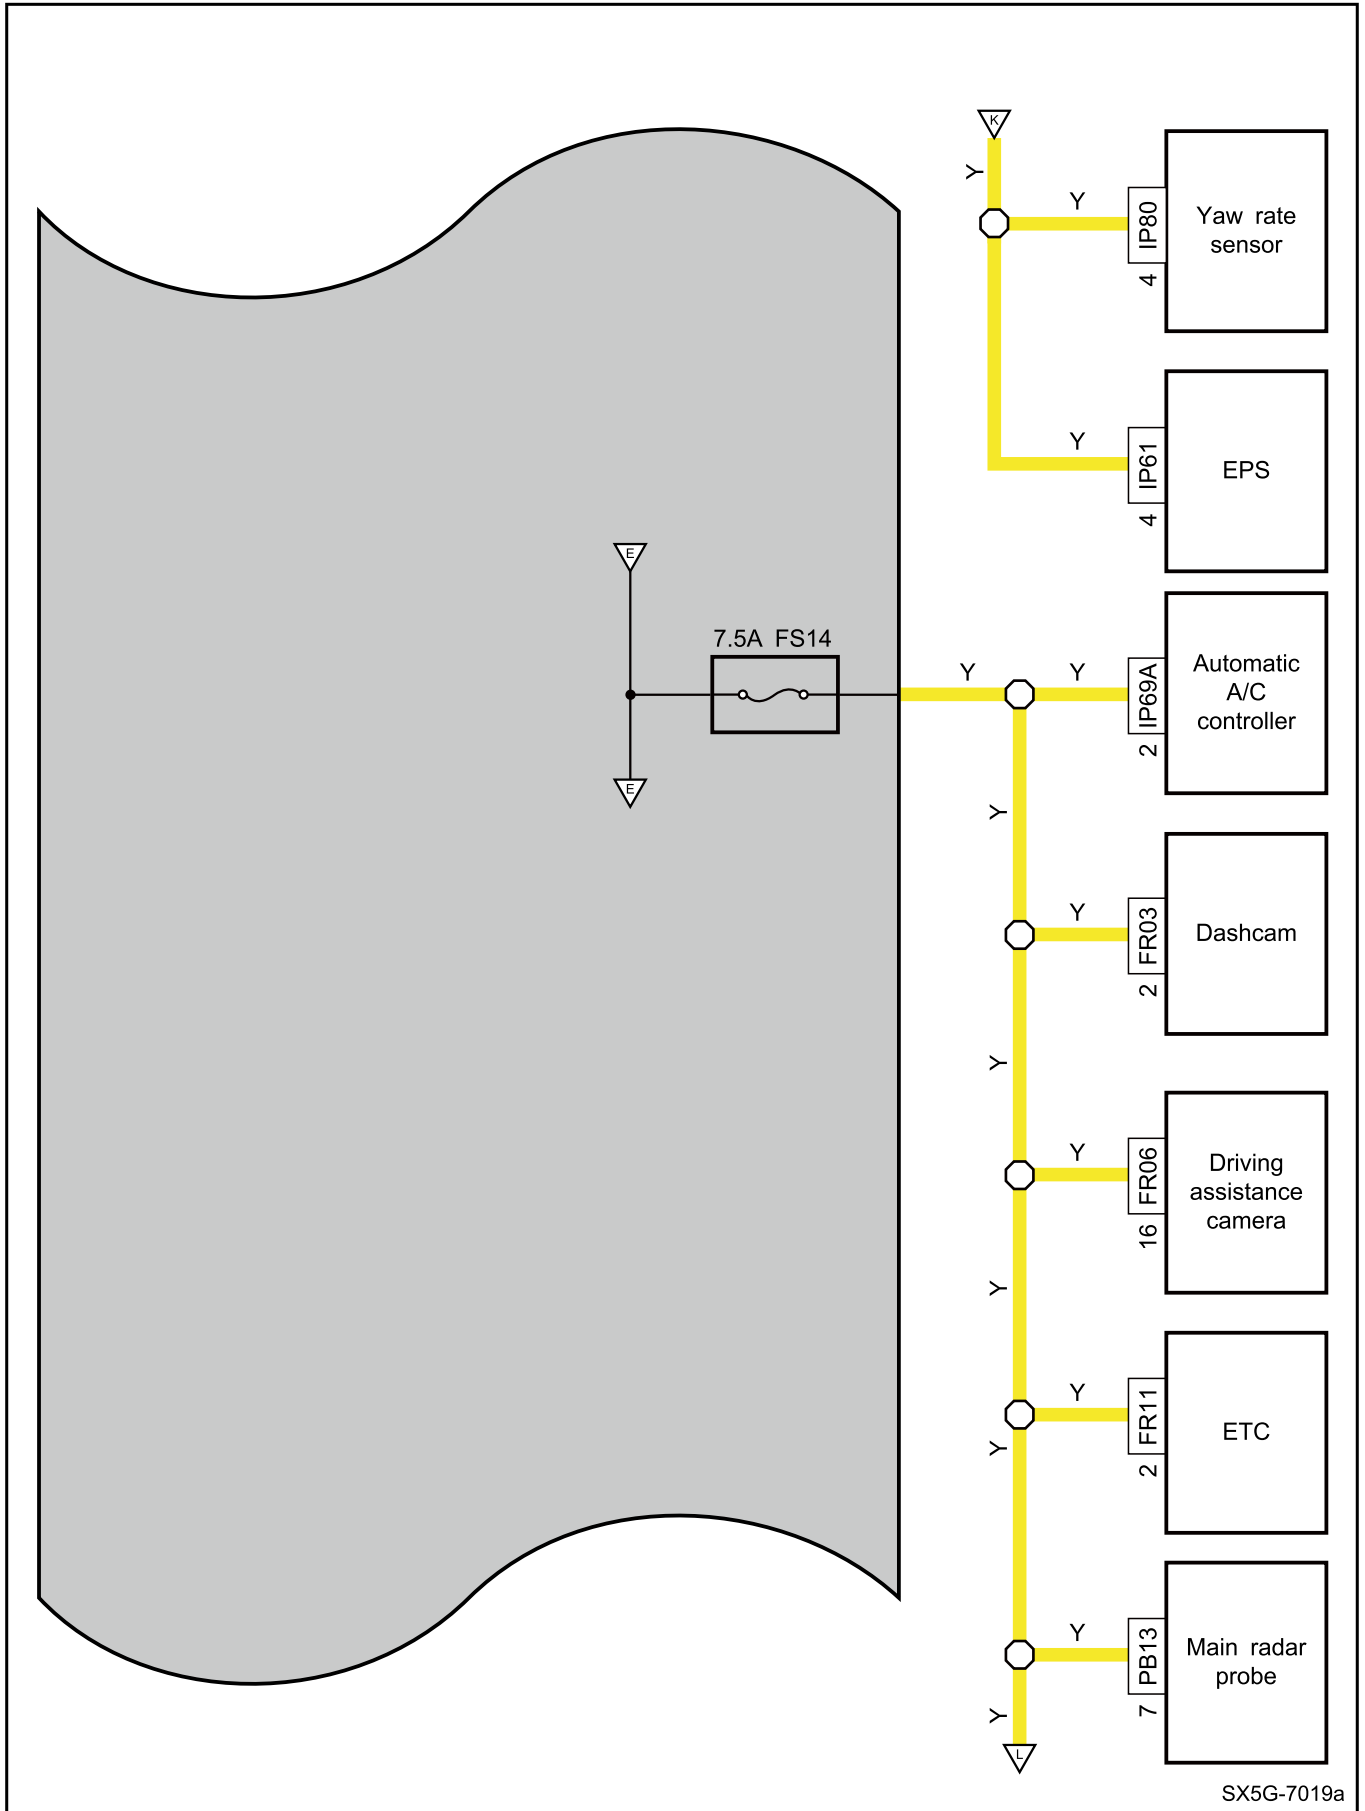 K
Y
Y
IP80
4
Yaw rate
sensor
Y
IP61
4
EPS
E
7.5A FS14
E
Y
Y
IP69A
2
Automatic
A/C
controller
Y
Y
FR03
2
Dashcam
Y
Y
FR06
16
Driving
assistance
camera
Y
Y
FR11
2
ETC
Y
Y
PB13
7
Main radar
probe
Y
L
SX5G-7019a